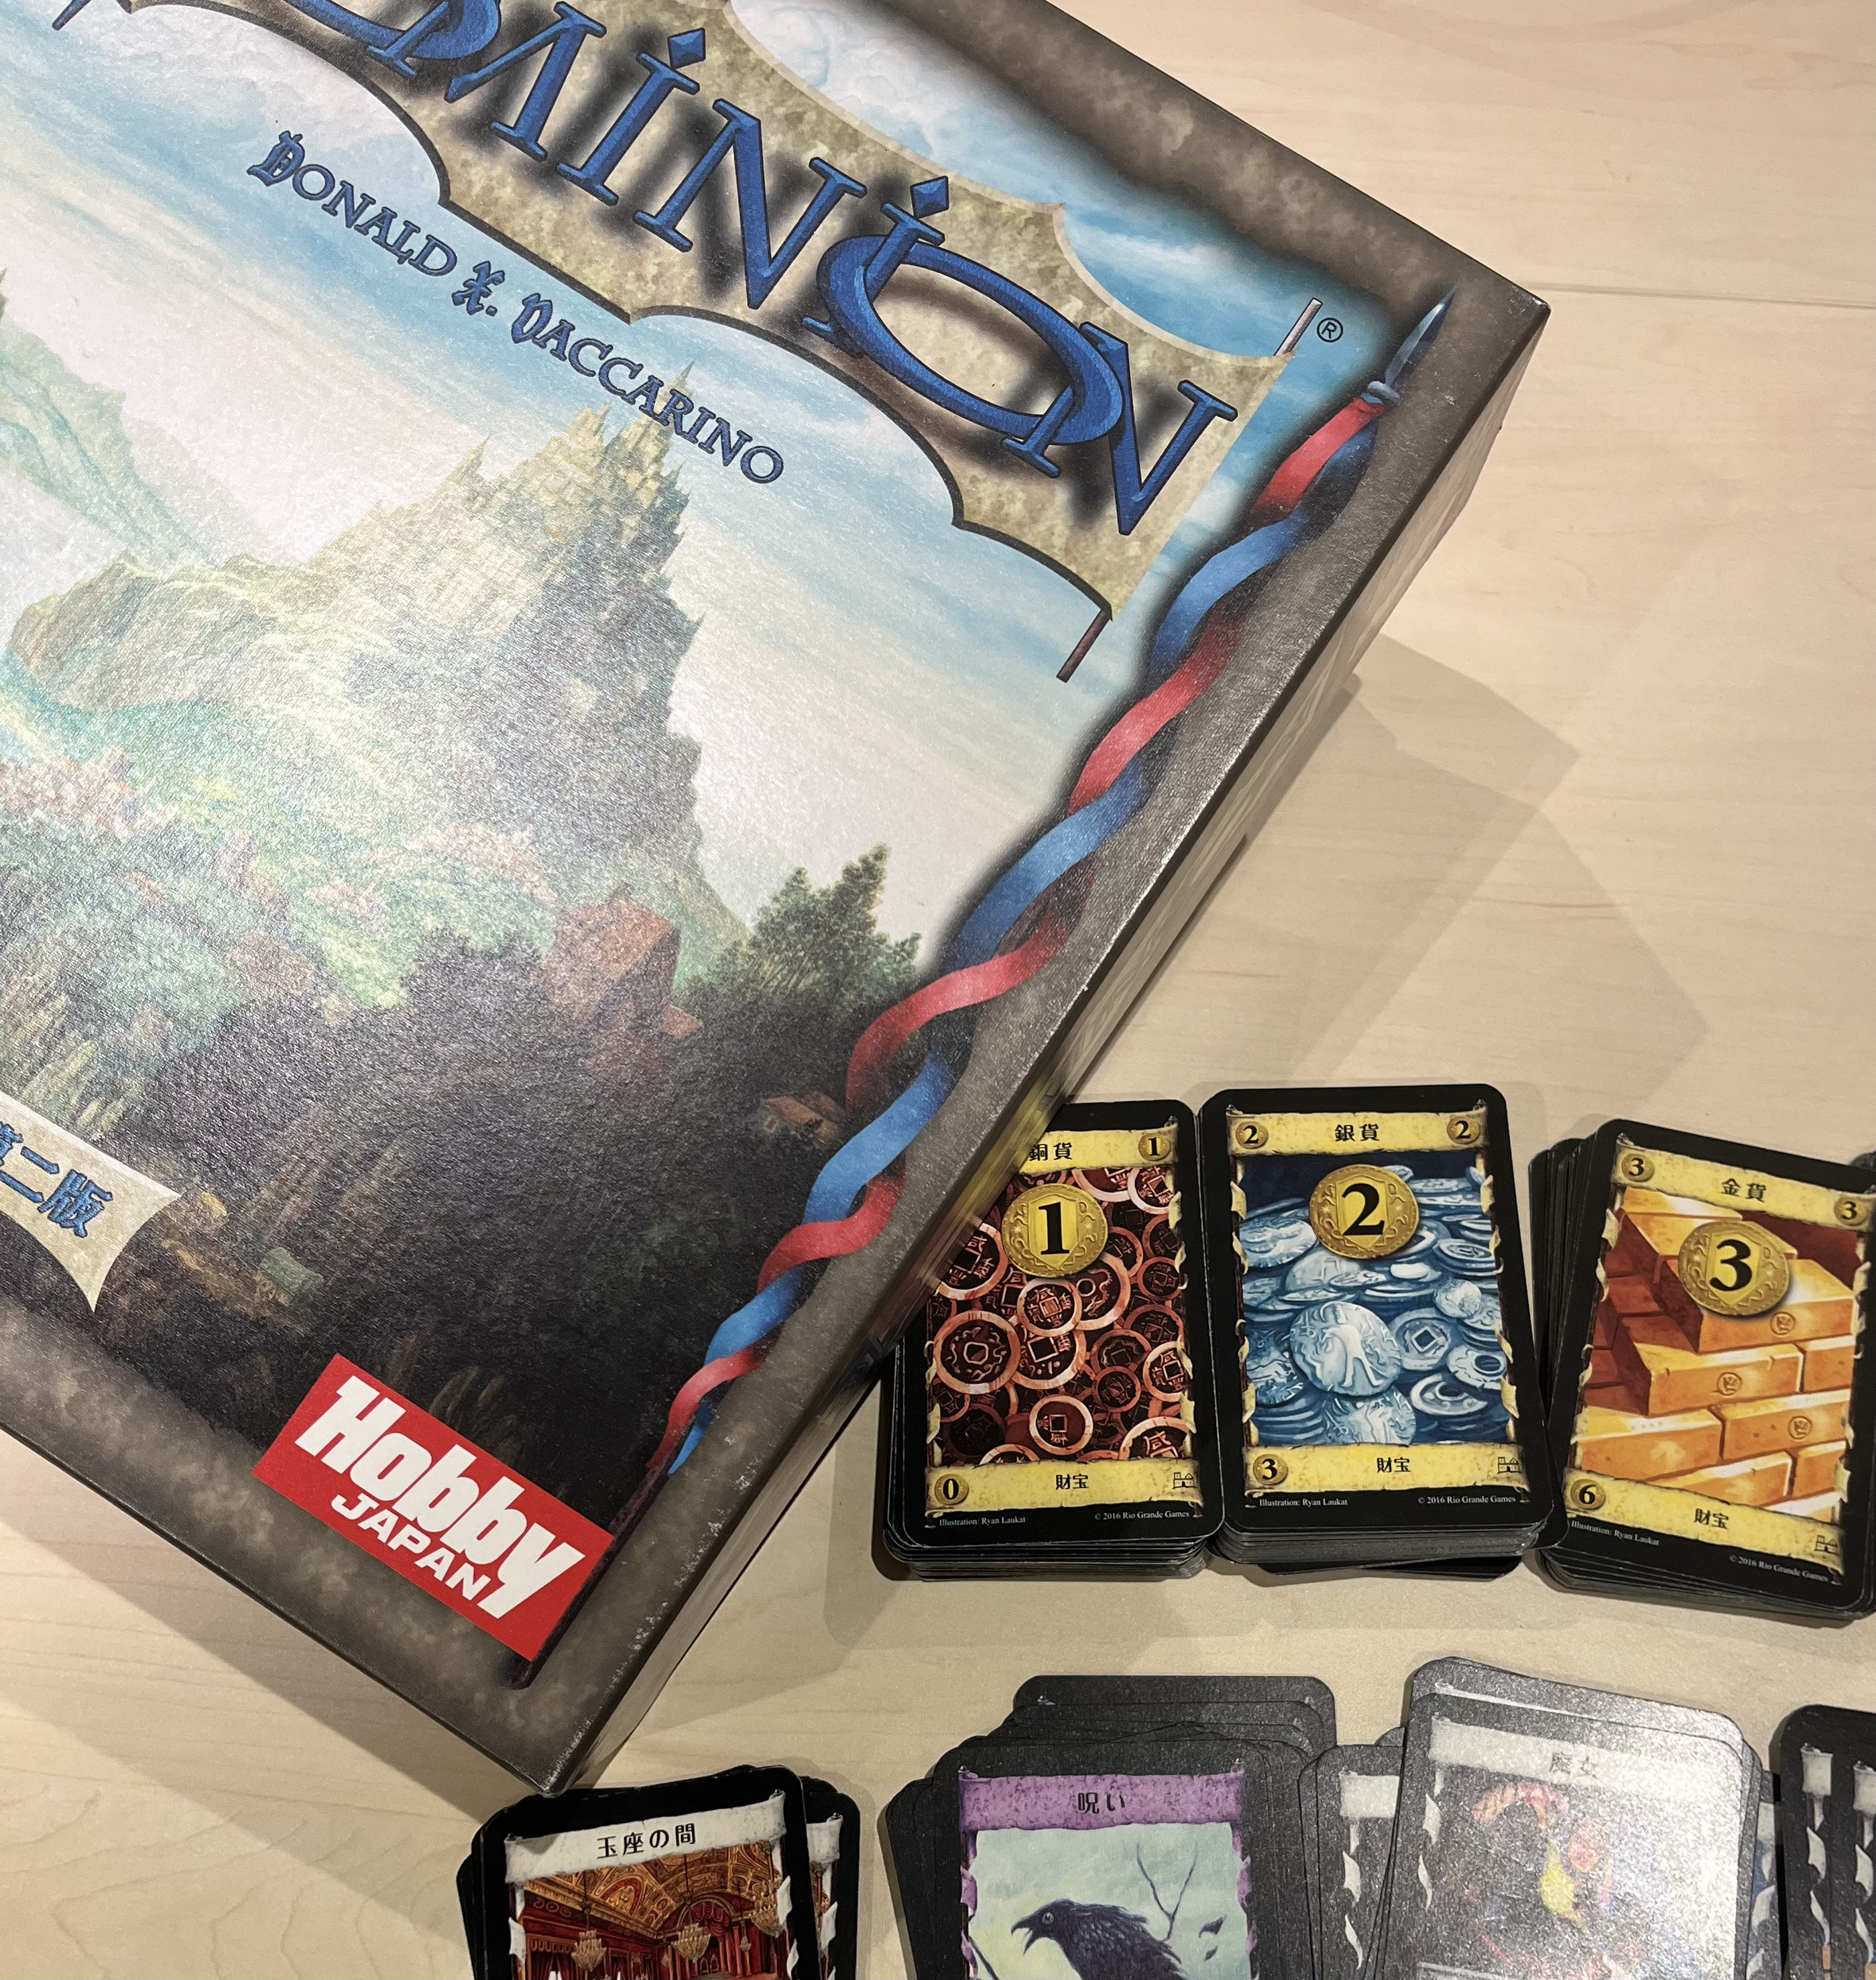 MINION
®
DONALD X. VACCARINO
第二版
Hobby
JAPAN
銅貨 1
1
0 財宝
Illustration: Ryan Laukat © 2016 Rio Grande Games
2 銀貨 2
2
3 財宝
Illustration: Ryan Laukat © 2016 Rio Grande Games
3 金貨 3
3
6 財宝
Illustration: Ryan Laukat © 2016 Rio Grande Games
玉座の間
呪い
魔女